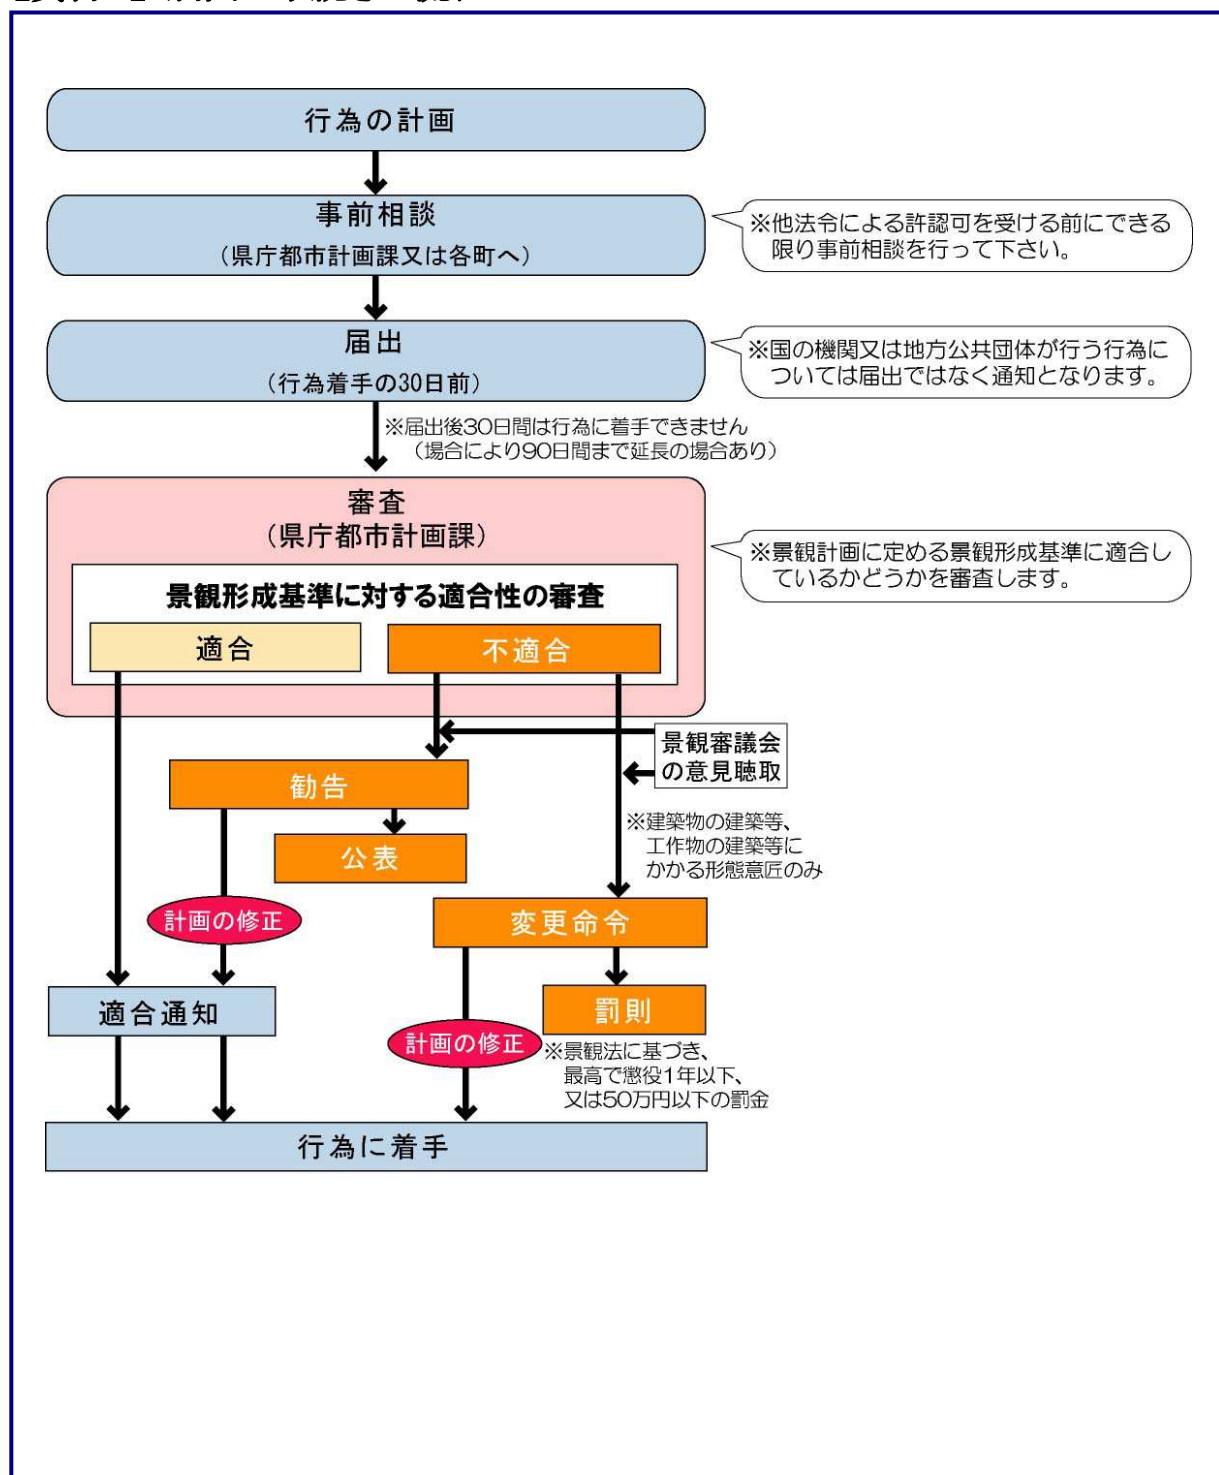 行為の計画
事前相談
（県庁都市計画課又は各町へ）
※他法令による許認可を受ける前にできる
限り事前相談を行って下さい。
届出
（行為着手の30日前）
※国の機関又は地方公共団体が行う行為に
ついては届出ではなく通知となります。
※届出後30日間は行為に着手できません
（場合により90日間まで延長の場合あり）
審査
（県庁都市計画課）
※景観計画に定める景観形成基準に適合し
ているかどうかを審査します。
景観形成基準に対する適合性の審査
適合
不適合
景観審議会
の意見聴取
勧告
公表
※建築物の建築等、
工作物の建築等に
かかる形態意匠のみ
計画の修正
変更命令
適合通知
罰則
計画の修正
※景観法に基づき、
最高で懲役1年以下、
又は50万円以下の罰金
行為に着手